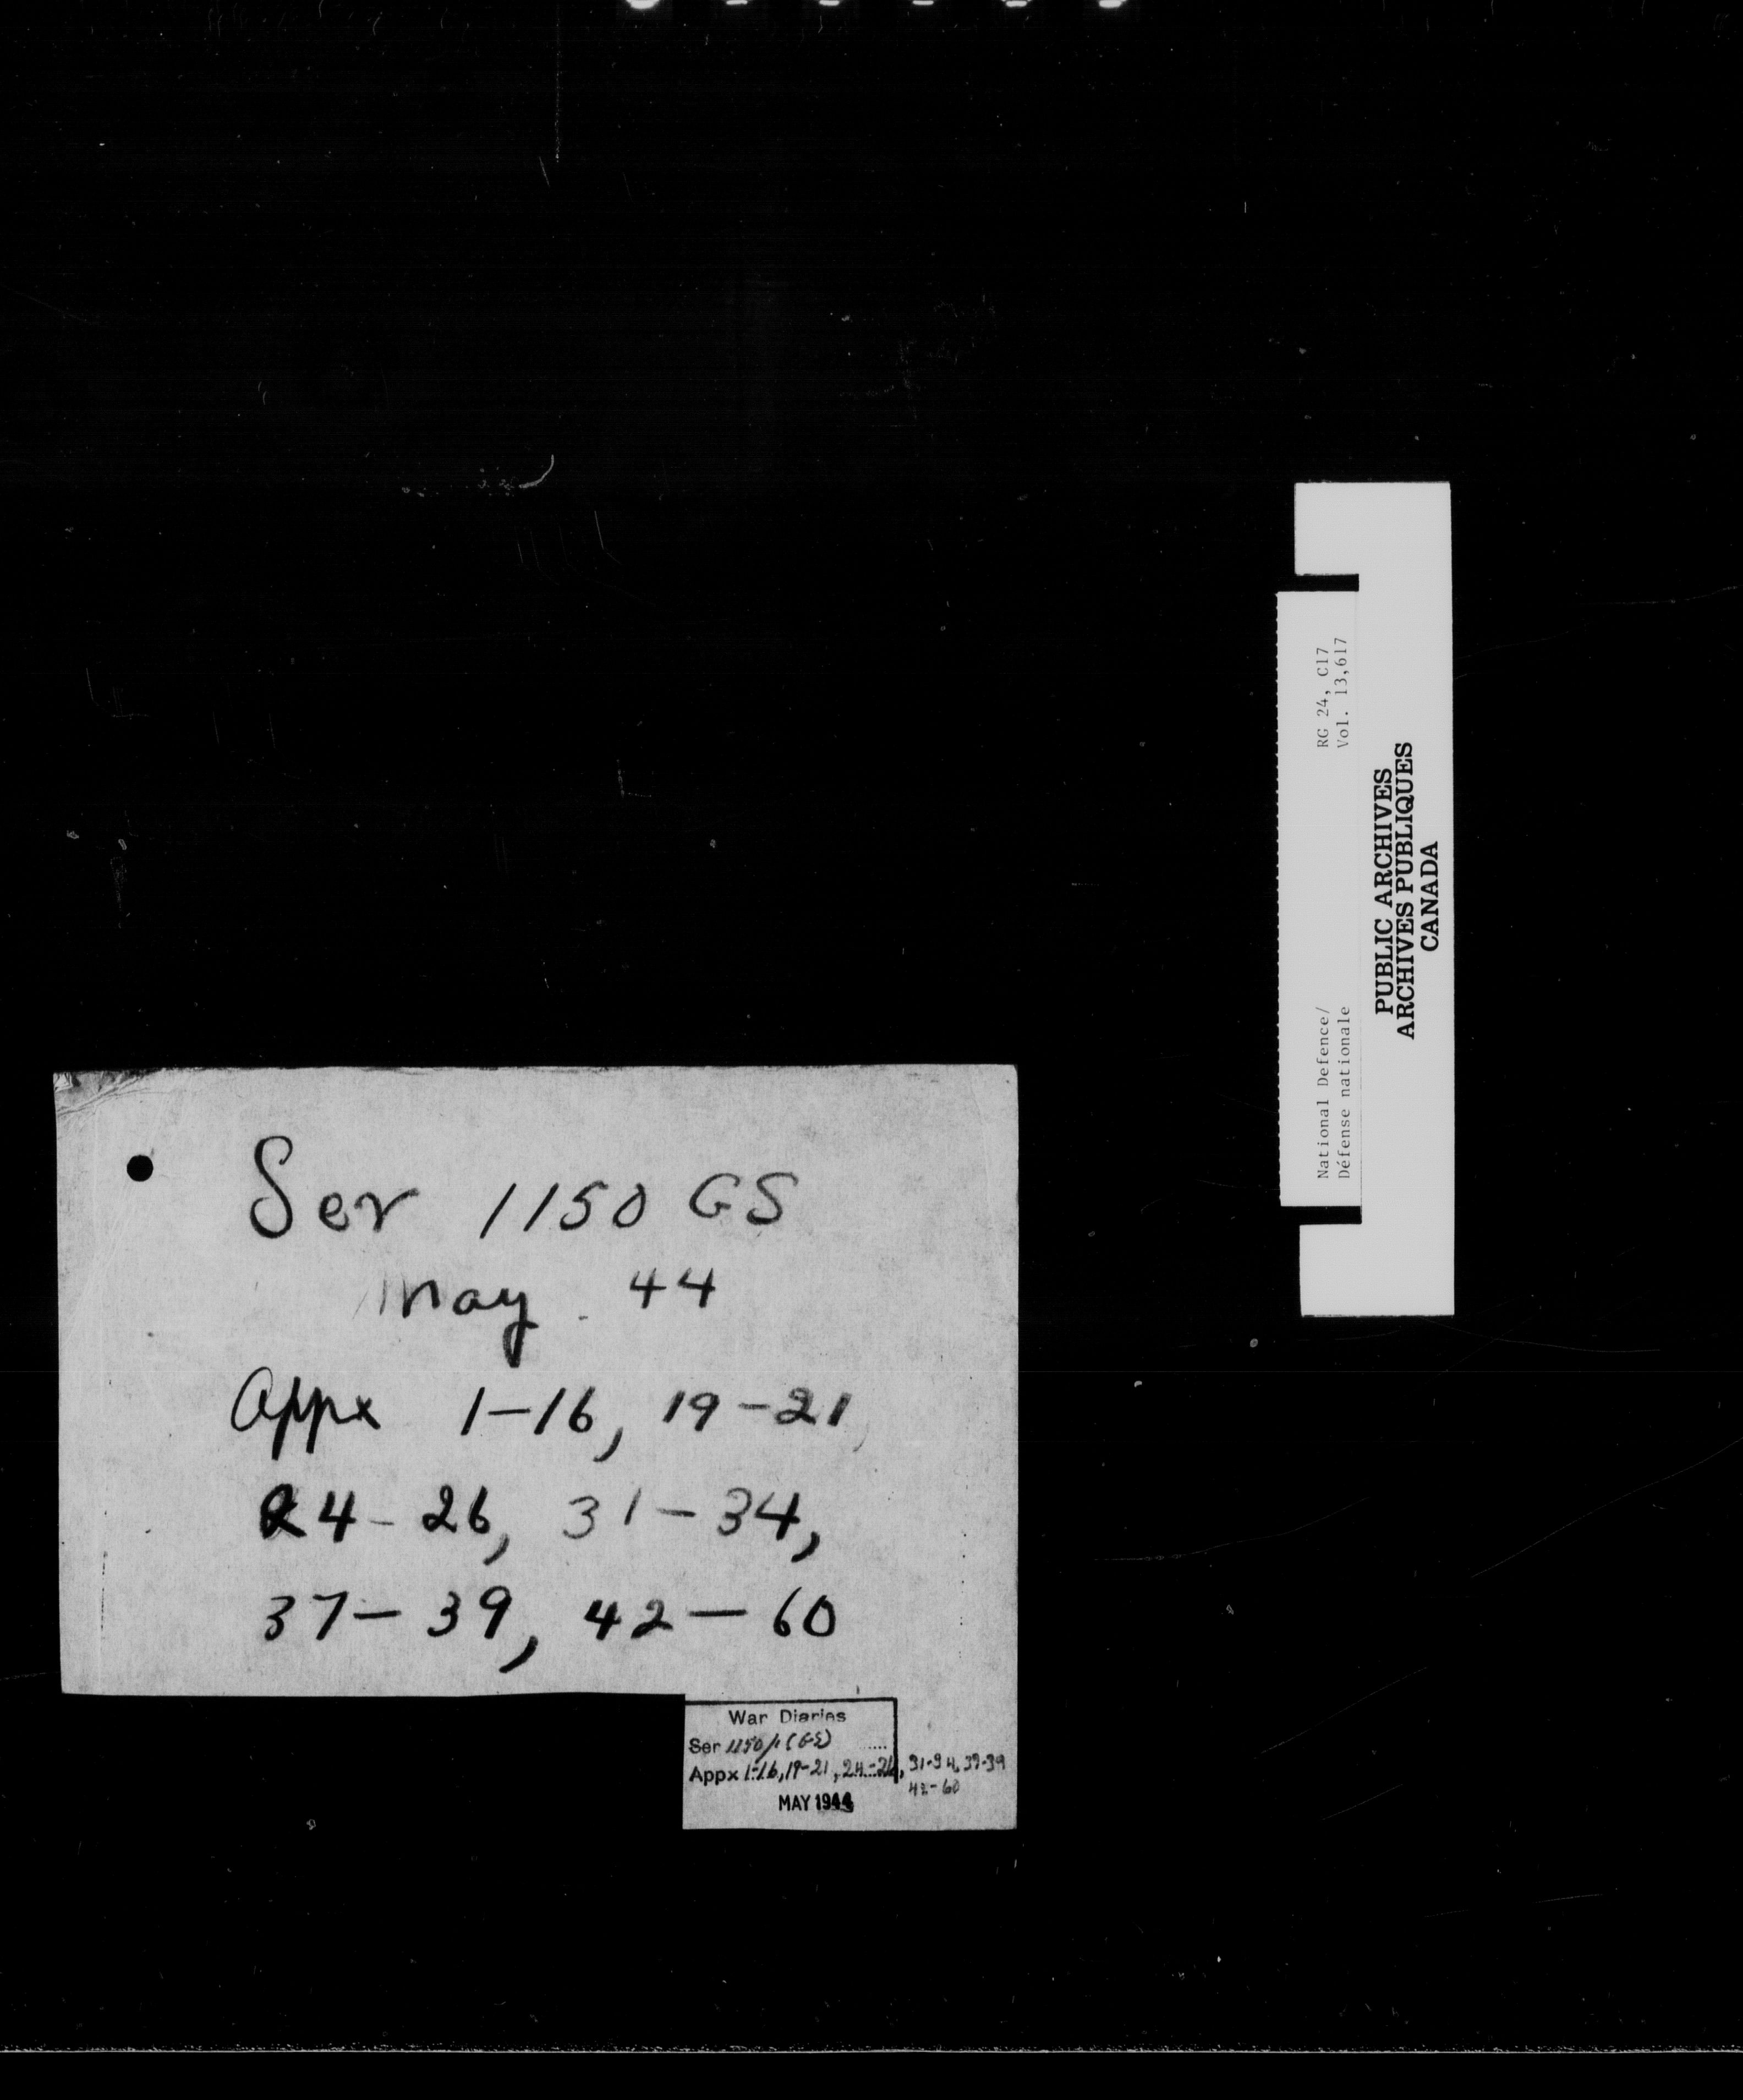 National Defence/
Défense nationale
RG 24, C17
Vol. 13,617
PUBLIC ARCHIVES
ARCHIVES PUBLIQUES
CANADA
Ser 1150 GS
May 44
Appx 1-16, 19-21,
24-26, 31-34,
37-39, 42-60
War Diaries
Ser 1150/1 (GS)
Appx 1-16, 19-21, 24-26, 31-34, 37-39
42-60
MAY 1944